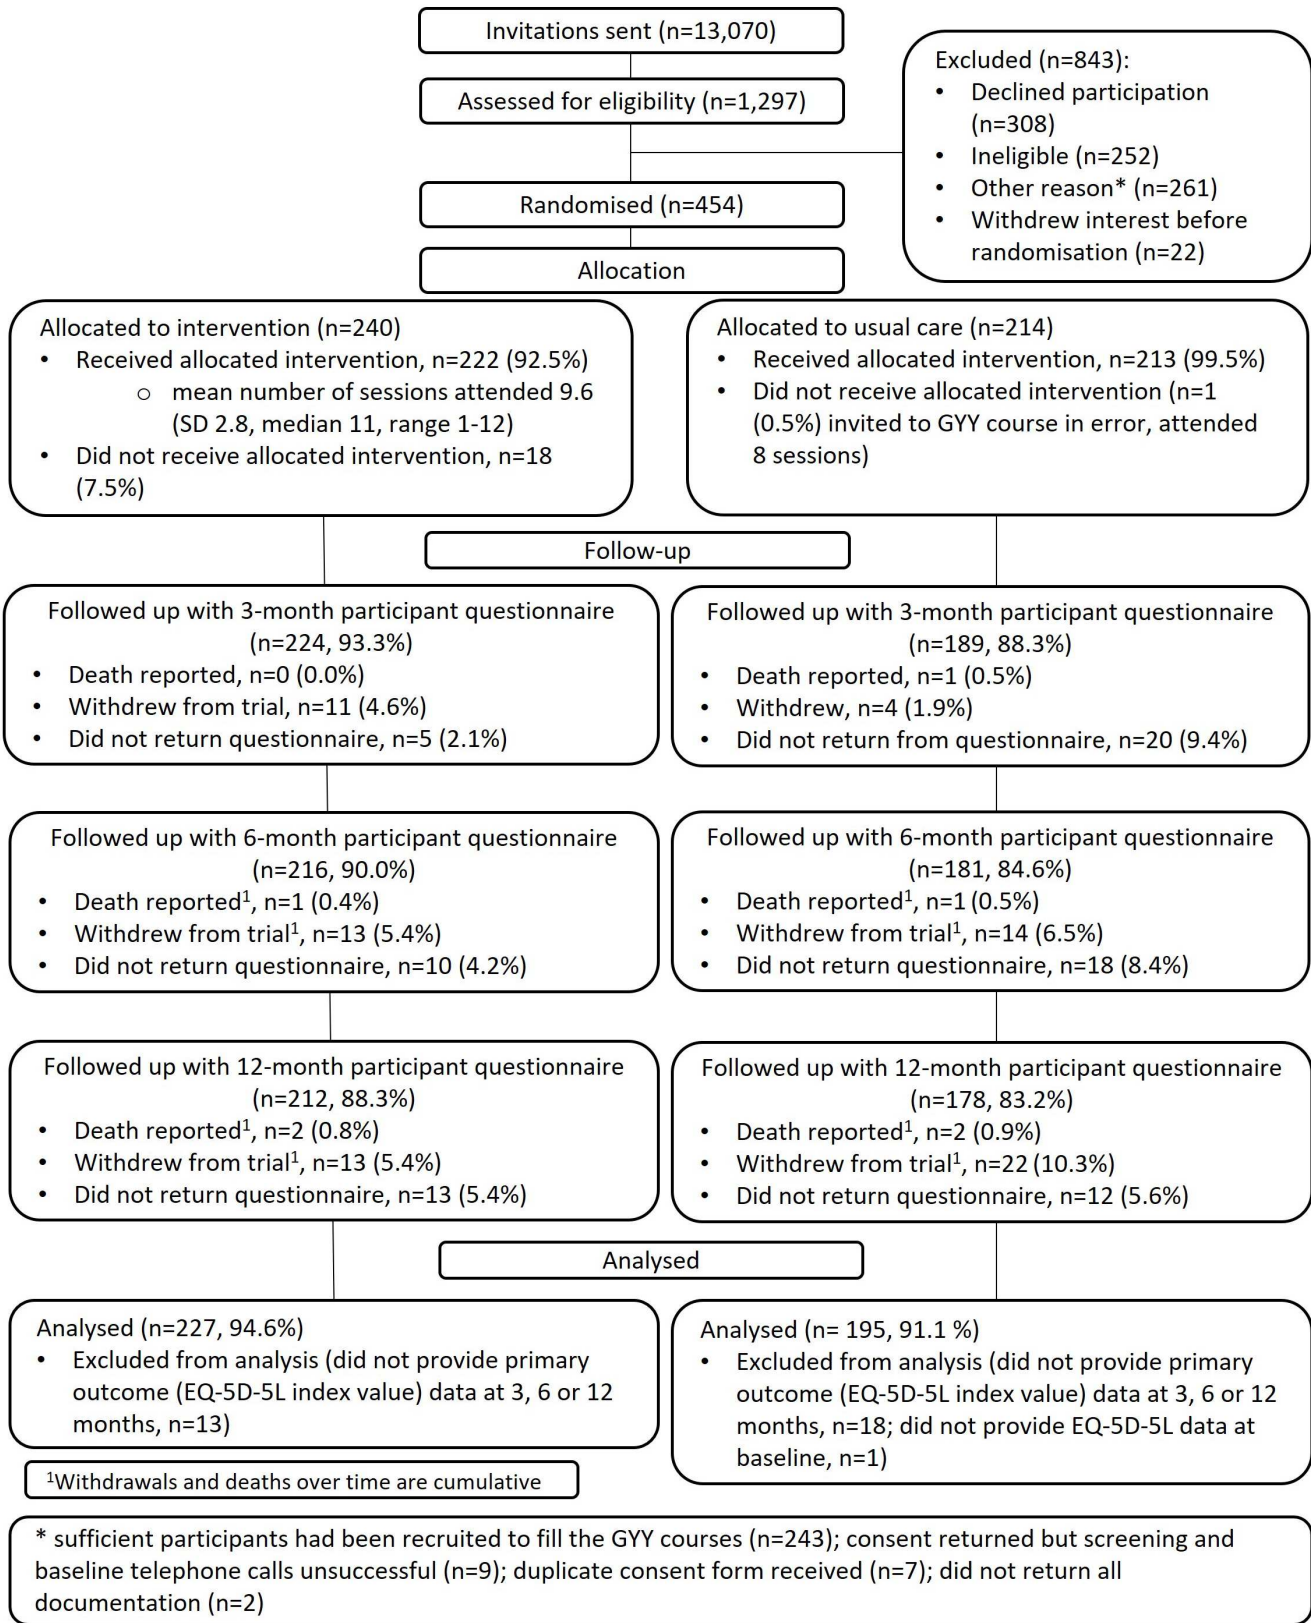 Invitations sent (n=13,070)
Assessed for eligibility (n=1,297)
Excluded (n=843):
• Declined participation
(n=308)
• Ineligible (n=252)
• Other reason* (n=261)
• Withdrew interest before
randomisation (n=22)
Randomised (n=454)
Allocation
Allocated to intervention (n=240)
• Received allocated intervention, n=222 (92.5%)
o mean number of sessions attended 9.6
(SD 2.8, median 11, range 1-12)
• Did not receive allocated intervention, n=18
(7.5%)
Allocated to usual care (n=214)
• Received allocated intervention, n=213 (99.5%)
• Did not receive allocated intervention (n=1
(0.5%) invited to GYY course in error, attended
8 sessions)
Follow-up
Followed up with 3-month participant questionnaire
(n=224, 93.3%)
• Death reported, n=0 (0.0%)
• Withdrew from trial, n=11 (4.6%)
• Did not return questionnaire, n=5 (2.1%)
Followed up with 3-month participant questionnaire
(n=189, 88.3%)
• Death reported, n=1 (0.5%)
• Withdrew, n=4 (1.9%)
• Did not return from questionnaire, n=20 (9.4%)
Followed up with 6-month participant questionnaire
(n=216, 90.0%)
• Death reported¹, n=1 (0.4%)
• Withdrew from trial¹, n=13 (5.4%)
• Did not return questionnaire, n=10 (4.2%)
Followed up with 6-month participant questionnaire
(n=181, 84.6%)
• Death reported¹, n=1 (0.5%)
• Withdrew from trial¹, n=14 (6.5%)
• Did not return questionnaire, n=18 (8.4%)
Followed up with 12-month participant questionnaire
(n=212, 88.3%)
• Death reported¹, n=2 (0.8%)
• Withdrew from trial¹, n=13 (5.4%)
• Did not return questionnaire, n=13 (5.4%)
Followed up with 12-month participant questionnaire
(n=178, 83.2%)
• Death reported¹, n=2 (0.9%)
• Withdrew from trial¹, n=22 (10.3%)
• Did not return questionnaire, n=12 (5.6%)
Analysed
Analysed (n=227, 94.6%)
• Excluded from analysis (did not provide primary
outcome (EQ-5D-5L index value) data at 3, 6 or 12
months, n=13)
Analysed (n= 195, 91.1 %)
• Excluded from analysis (did not provide primary
outcome (EQ-5D-5L index value) data at 3, 6 or 12
months, n=18; did not provide EQ-5D-5L data at
baseline, n=1)
¹Withdrawals and deaths over time are cumulative
* sufficient participants had been recruited to fill the GYY courses (n=243); consent returned but screening and
baseline telephone calls unsuccessful (n=9); duplicate consent form received (n=7); did not return all
documentation (n=2)